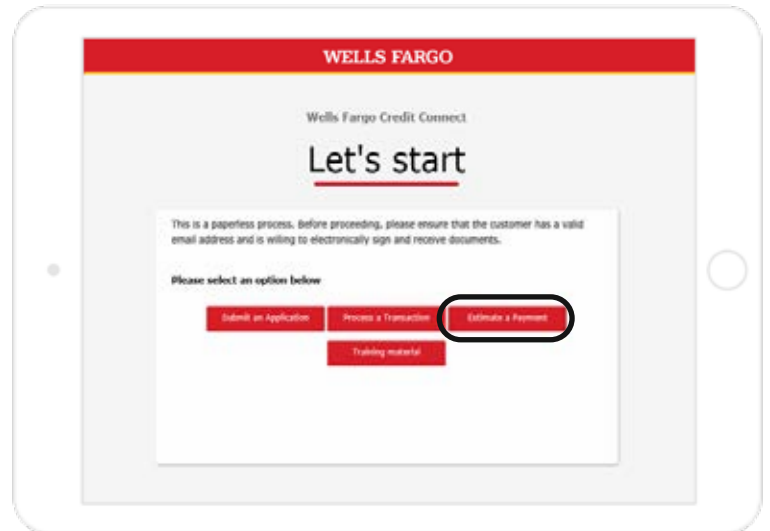 WELLS FARGO
Wells Fargo Credit Connect
Let's start
This is a paperless process. Before proceeding, please ensure that the customer has a valid
email address and is willing to electronically sign and receive documents.
Please select an option below
Submit an Application Process a Transaction Estimate a Payment
Training material